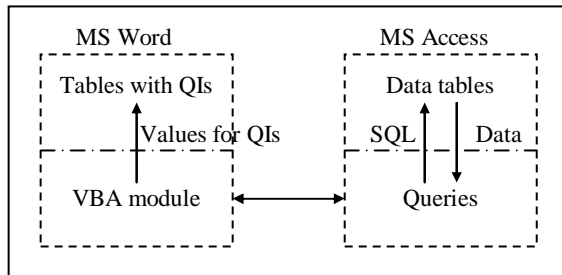 MS Word
MS Access
Tables with QIs
Data tables
Values for QIs
SQL
Data
VBA module
Queries